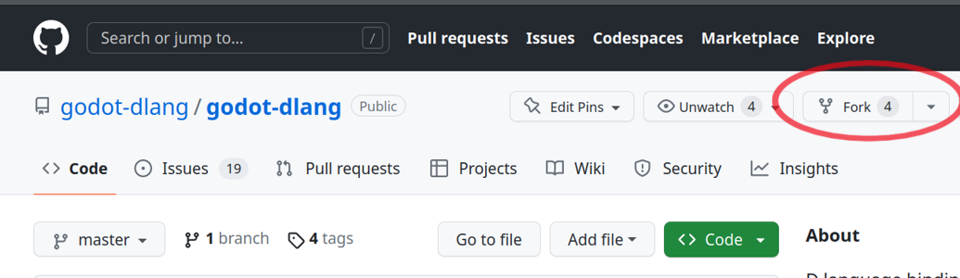 Search or jump to... / Pull requests Issues Codespaces Marketplace Explore
godot-dlang / godot-dlang Public Edit Pins Unwatch 4 Fork 4
Code Issues 19 Pull requests Projects Wiki Security Insights
master 1 branch 4 tags Go to file Add file Code About
D language